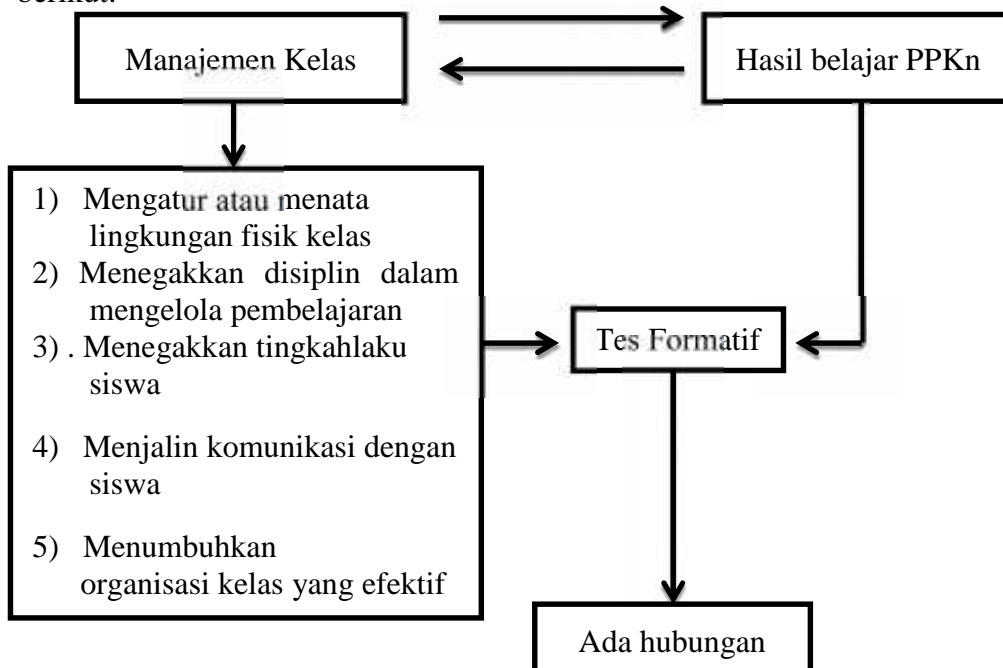 berikut:
Manajemen Kelas
Hasil belajar PPKn
1) Mengatur atau menata
lingkungan fisik kelas
2) Menegakkan disiplin dalam
mengelola pembelajaran
3) . Menegakkan tingkahlaku
siswa
4) Menjalin komunikasi dengan
siswa
5) Menumbuhkan
organisasi kelas yang efektif
Tes Formatif
Ada hubungan